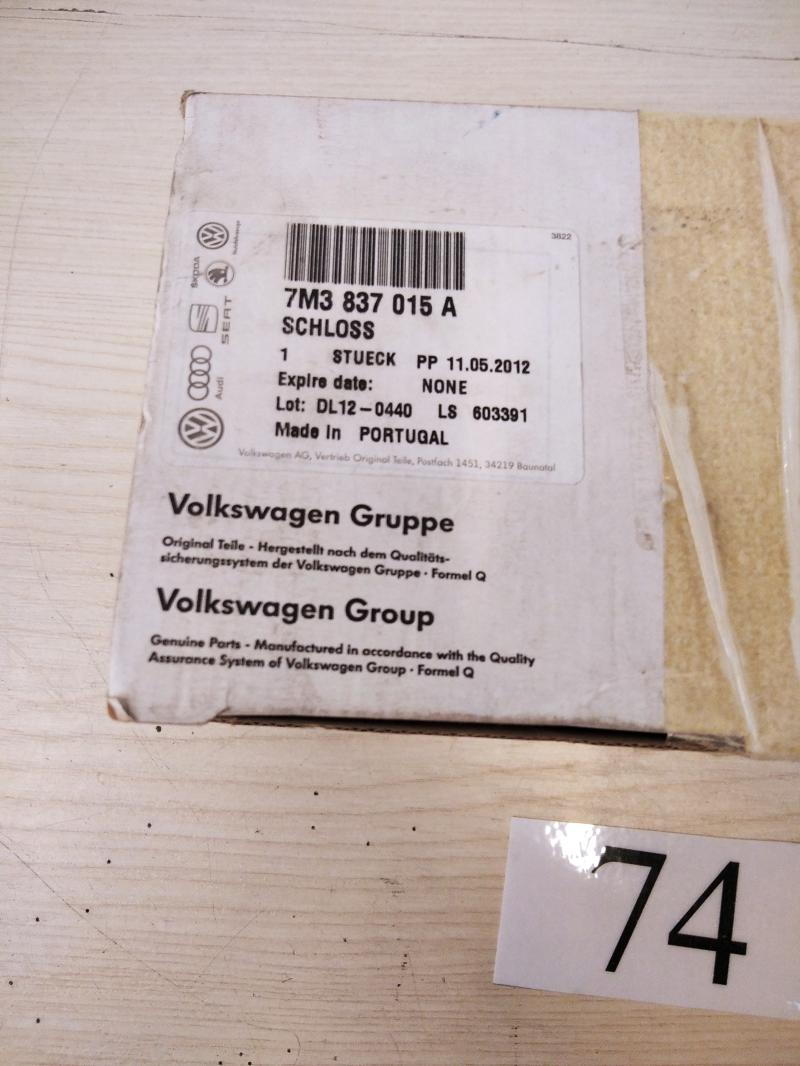 3822
7M3 837 015 A
SCHLOSS
1 STUECK PP 11.05.2012
Expire date: NONE
Lot: DL12-0440 LS 603391
Made in PORTUGAL
Volkswagen AG, Vertrieb Original Teile, Postfach 1451, 34219 Baunatal
ŠKODA
SEAT
Audi
Volkswagen Gruppe
Original Teile - Hergestellt nach dem Qualitäts-
sicherungssystem der Volkswagen Gruppe · Formel Q
Volkswagen Group
Genuine Parts - Manufactured in accordance with the Quality
Assurance System of Volkswagen Group · Formel Q
74